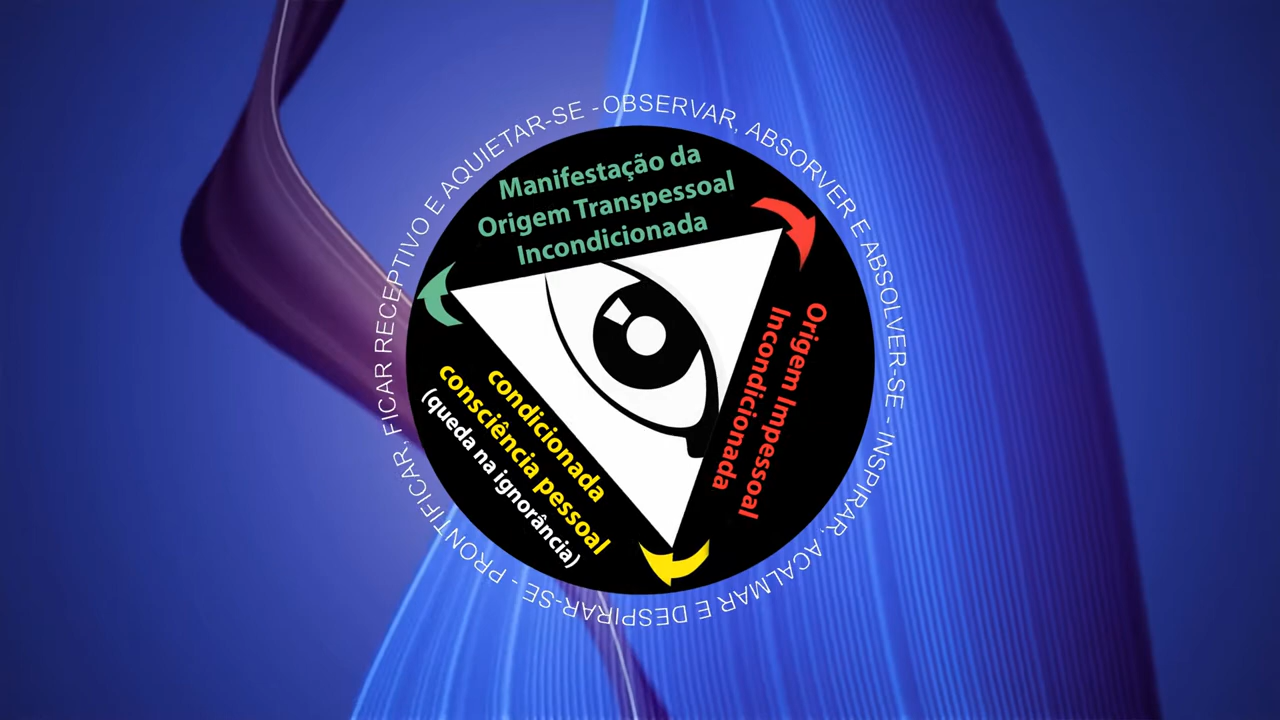 OBSERVAR, ABSORVER E ABSOLVER-SE - INSPIRAR, ACALMAR E DESPIRAR-SE - PRONTIFICAR, FICAR RECEPTIVO E AQUIETAR-SE -
Manifestação da
Origem Transpessoal
Incondicionada
Origem Impessoal
Incondicionada
condicionada
consciência pessoal
(queda na ignorância)